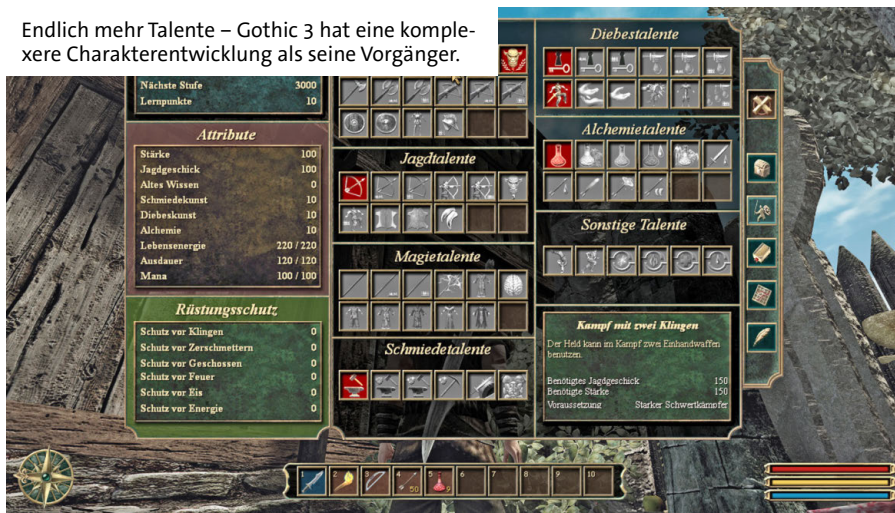 Endlich mehr Talente – Gothic 3 hat eine komple-
xere Charakterentwicklung als seine Vorgänger.
Nächste Stufe 3000
Lernpunkte 10
Attribute
Stärke 100
Jagdgeschick 100
Altes Wissen 0
Schmiedekunst 10
Diebeskunst 10
Alchemie 10
Lebensenergie 220 / 220
Ausdauer 120 / 120
Mana 100 / 100
Rüstungsschutz
Schutz vor Klingen 0
Schutz vor Zerschmettern 0
Schutz vor Geschossen 0
Schutz vor Feuer 0
Schutz vor Eis 0
Schutz vor Energie 0
Jagdtalente
Magietalente
Schmiedetalente
Diebestalente
Alchemietalente
Sonstige Talente
Kampf mit zwei Klingen
Der Held kann im Kampf zwei Einhandwaffen
benutzen.
Benötigtes Jagdgeschick 150
Benötigte Stärke 150
Voraussetzung Starker Schwertkämpfer
2 3 4 5 6 7 8 9 10
50 9